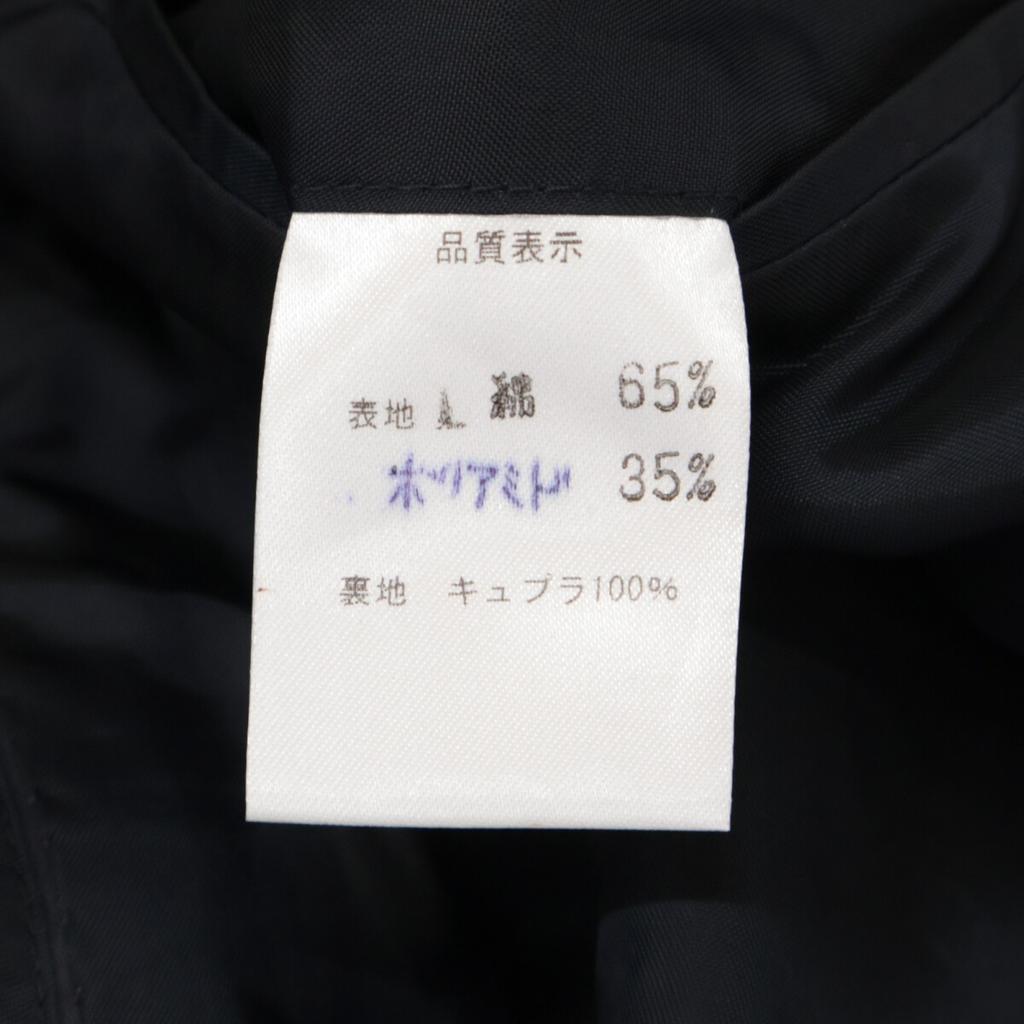 品質表示
表地 綿 65%
ポリアミド 35%
裏地 キュプラ100%